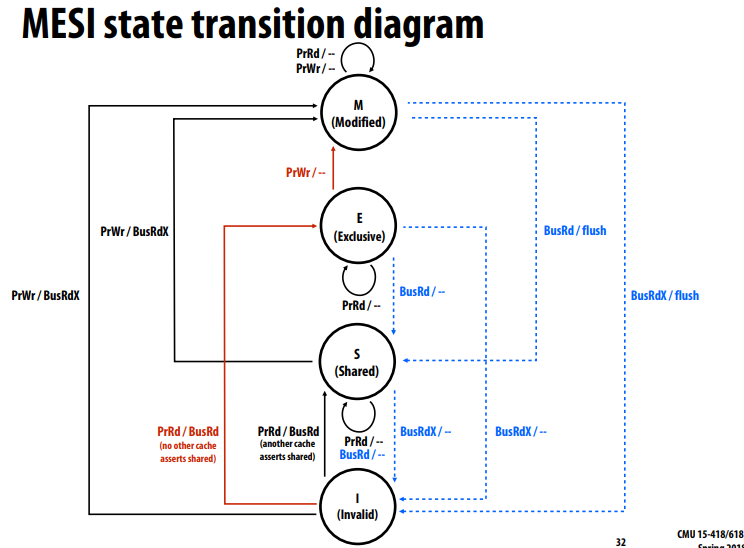 MESI state transition diagram
PrRd / --
PrWr / --
M
(Modified)
PrWr / --
E
(Exclusive)
PrWr / BusRdX
BusRd / flush
PrWr / BusRdX
BusRdX / flush
BusRd / --
PrRd / --
S
(Shared)
PrRd / BusRd
(no other cache
asserts shared)
PrRd / BusRd
(another cache
asserts shared)
PrRd / --
BusRd / --
BusRdX / --
BusRdX / --
I
(Invalid)
32
CMU 15-418/618
Spring